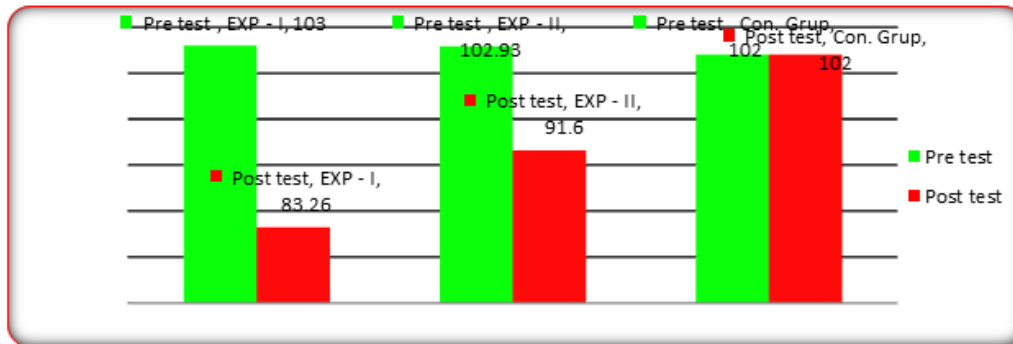 Pre test , EXP - I, 103
Pre test , EXP - II,
102.93
Pre test , Con. Grup,
102
Post test, Con. Grup,
102
Post test, EXP - II,
91.6
Post test, EXP - I,
83.26
Pre test
Post test